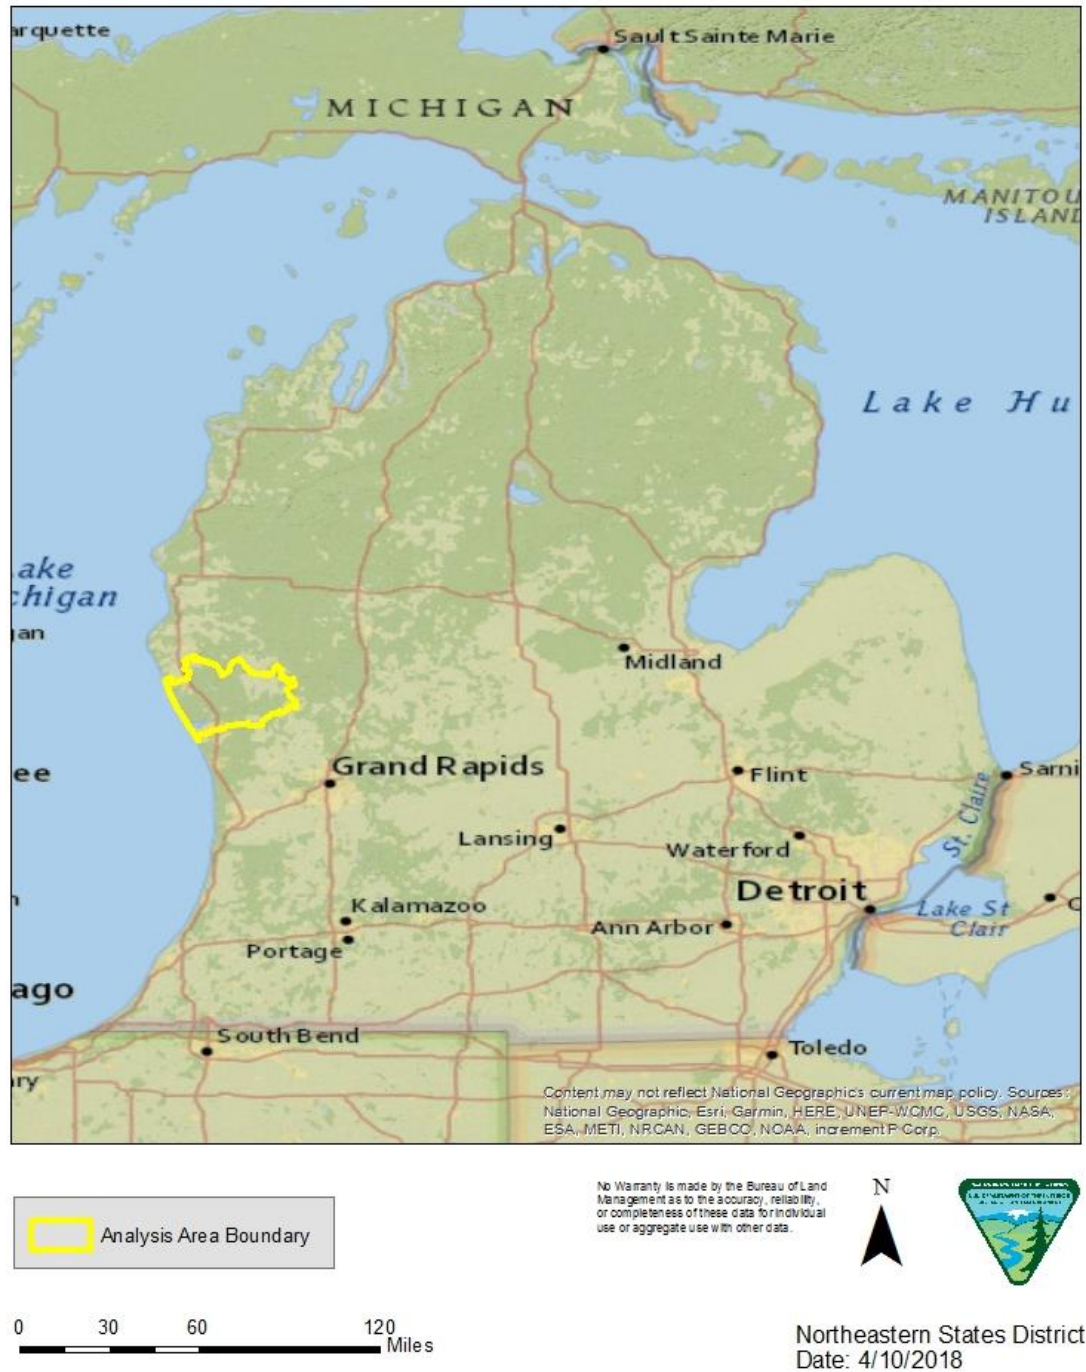 arquette
Sault Sainte Marie
MICHIGAN
MANITOU
ISLAND
Lake Hu
ake
chigan
an
Midland
ee
Grand Rapids
Flint
Sarni
St. Claire
Lansing
Waterford
Detroit
Kalamazoo
Lake St
Clair
Ann Arbor
Portage
ago
South Bend
Toledo
ry
Content may not reflect National Geographic's current map policy. Sources:
National Geographic, Esri, Garmin, HERE, UNEP-WCMC, USGS, NASA,
ESA, METI, NRCAN, GEBCO, NOAA, increment P Corp.
Analysis Area Boundary
No Warranty is made by the Bureau of Land
Management as to the accuracy, reliability,
or completeness of these data for individual
use or aggregate use with other data.
N
0 30 60 120
Miles
Northeastern States District
Date: 4/10/2018